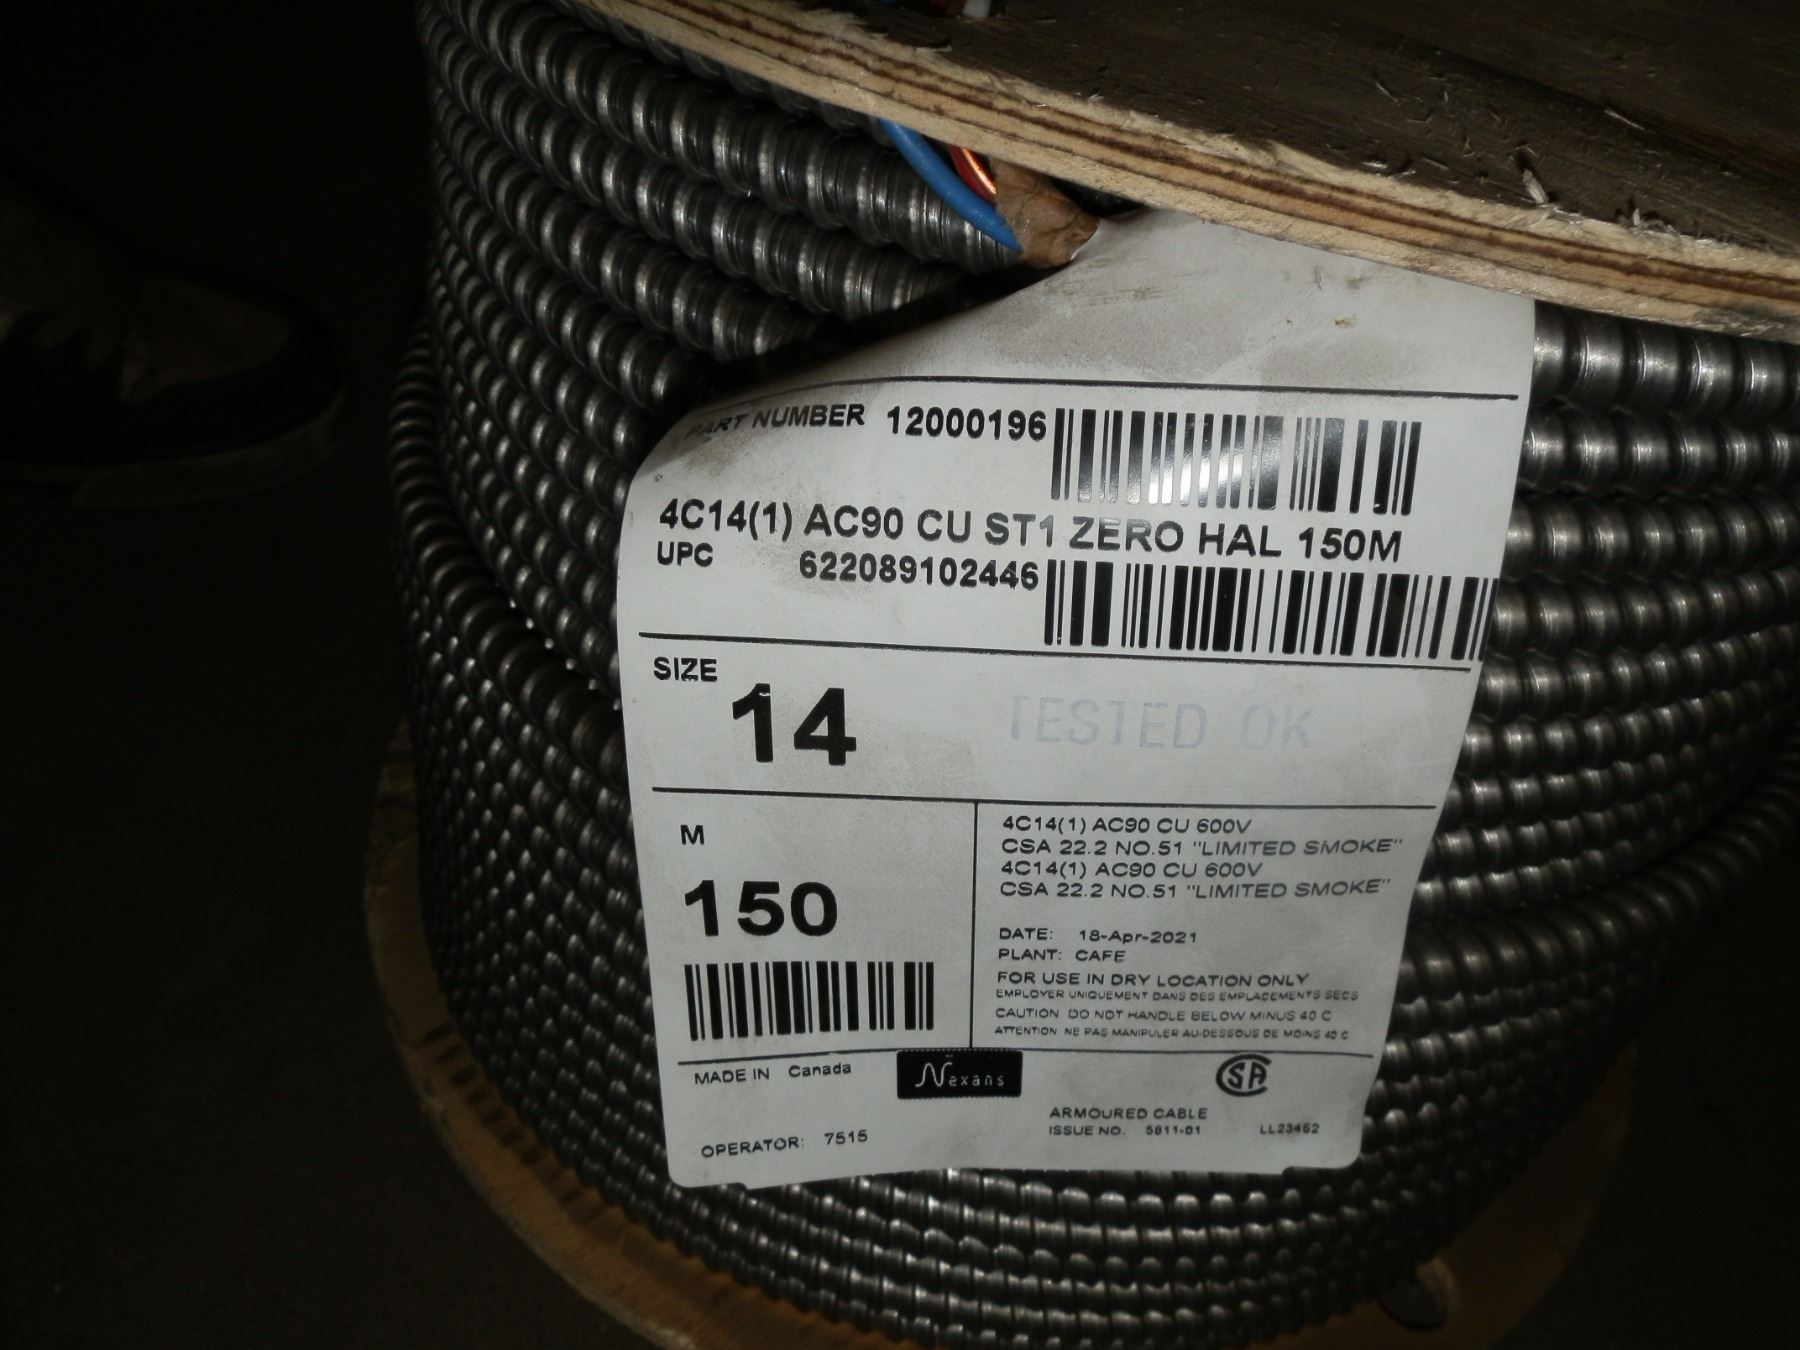 PART NUMBER 12000196
4C14(1) AC90 CU ST1 ZERO HAL 150M
UPC 622089102446
SIZE
14
TESTED OK
M
150
4C14(1) AC90 CU 600V
CSA 22.2 NO.51 "LIMITED SMOKE"
4C14(1) AC90 CU 600V
CSA 22.2 NO.51 "LIMITED SMOKE"
DATE: 18-Apr-2021
PLANT: CAFE
FOR USE IN DRY LOCATION ONLY
EMPLOYER UNIQUEMENT DANS DES EMPLACEMENTS SECS
CAUTION DO NOT HANDLE BELOW MINUS 40 C
ATTENTION NE PAS MANIPULER AU-DESSOUS DE MOINS 40 C
MADE IN Canada
Nexans
SA
ARMOURED CABLE
ISSUE NO. 5811-01 LL23462
OPERATOR: 7515